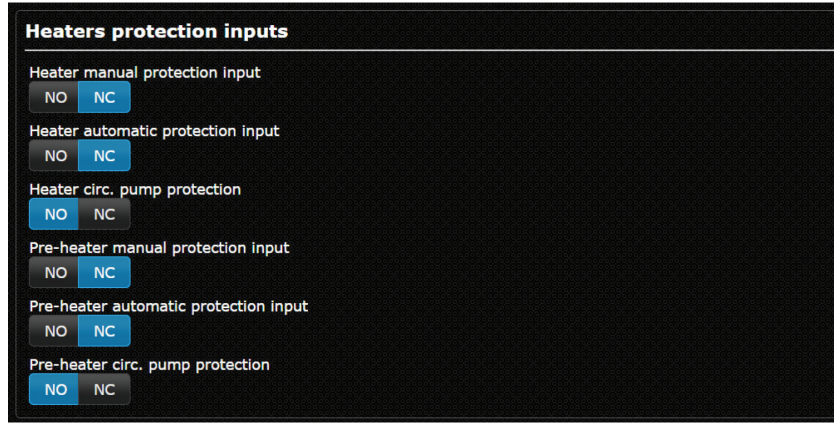 Heaters protection inputs
Heater manual protection input
NO NC
Heater automatic protection input
NO NC
Heater circ. pump protection
NO NC
Pre-heater manual protection input
NO NC
Pre-heater automatic protection input
NO NC
Pre-heater circ. pump protection
NO NC